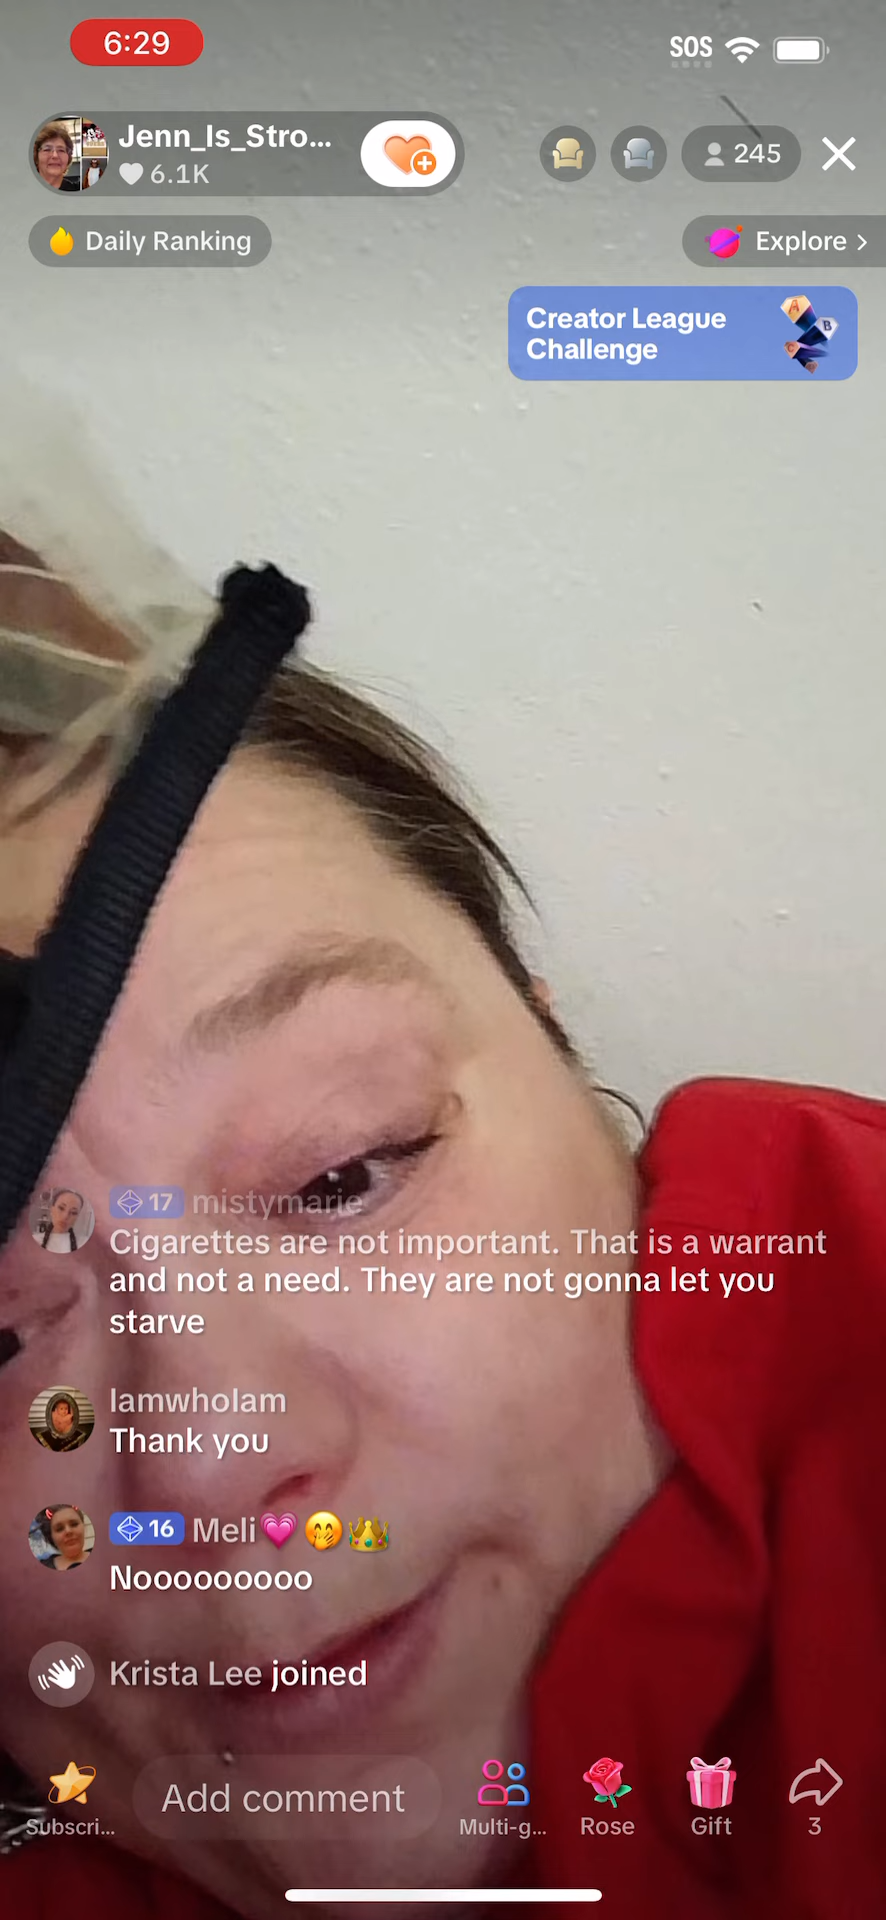 6:29
SOS
Jenn_Is_Stro...
6.1K
245
Daily Ranking
Explore >
Creator League
Challenge
A
B
C
17 mistymarie
Cigarettes are not important. That is a warrant
and not a need. They are not gonna let you
starve
IamwhoIam
Thank you
16 Meli💗🤭👑
Nooooooooo
Krista Lee joined
Add comment
Subscri...
Multi-g...
Rose
Gift
3